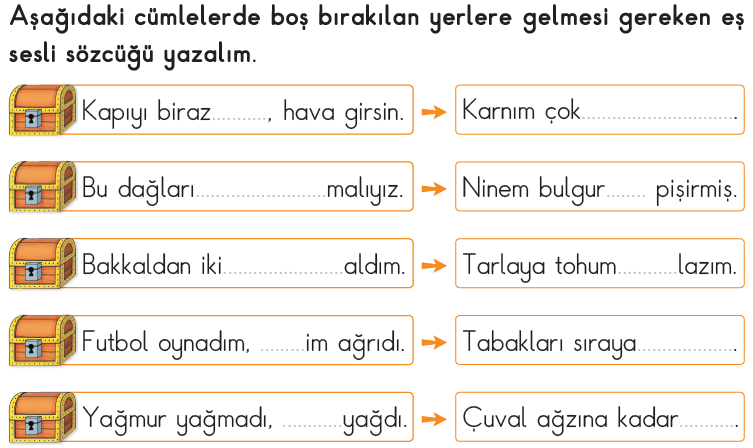 Aşağıdaki cümlelerde boş bırakılan yerlere gelmesi gereken eş
sesli sözcüğü yazalım.
Kapıyı biraz..........., hava girsin.
Karnım çok..............................
Bu dağları..........................malıyız.
Ninem bulgur........ pişirmiş.
Bakkaldan iki ........................aldım.
Tarlaya tohum............lazım.
Futbol oynadım, .........im ağrıdı.
Tabakları sıraya....................
Yağmur yağmadı, ............yağdı.
Çuval ağzına kadar............